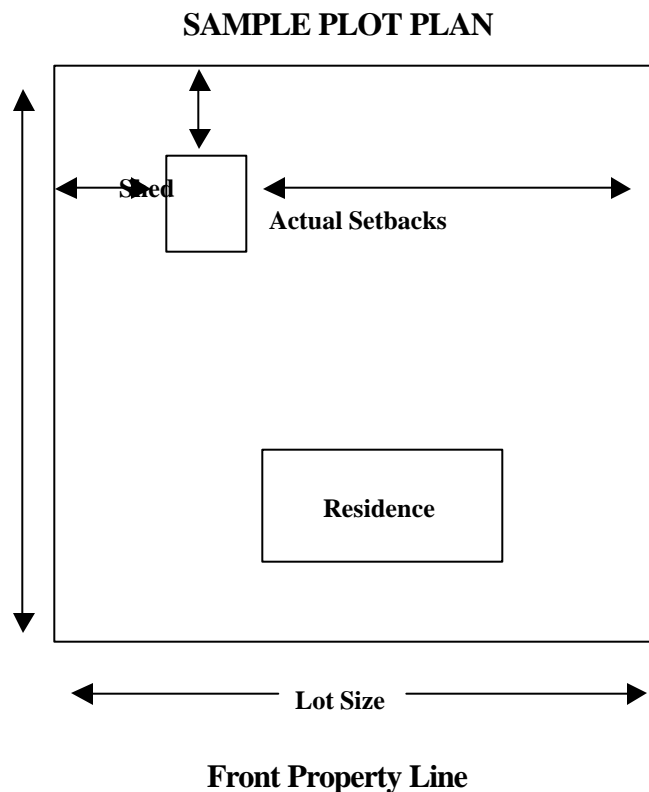 SAMPLE PLOT PLAN
Shed
Actual Setbacks
Residence
Lot Size
Front Property Line